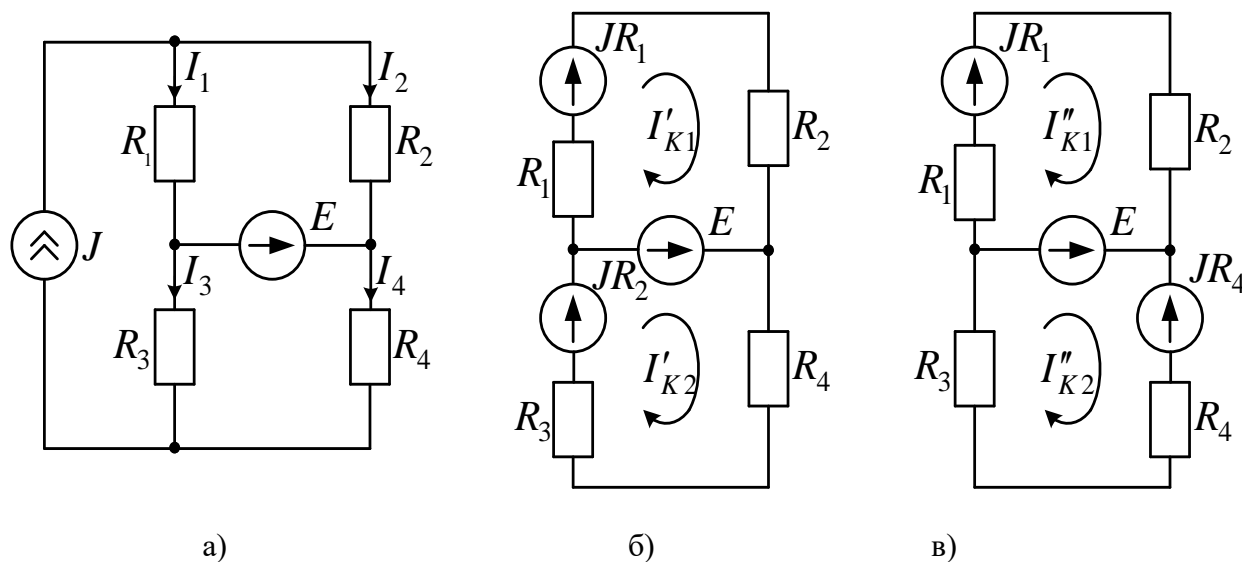 J
I₁
I₂
R₁
R₂
E
I₃
I₄
R₃
R₄
а)
JR₁
I′_{K1}
R₂
R₁
E
JR₂
I′_{K2}
R₄
R₃
б)
JR₁
I″_{K1}
R₂
R₁
E
JR₄
R₃
I″_{K2}
R₄
в)